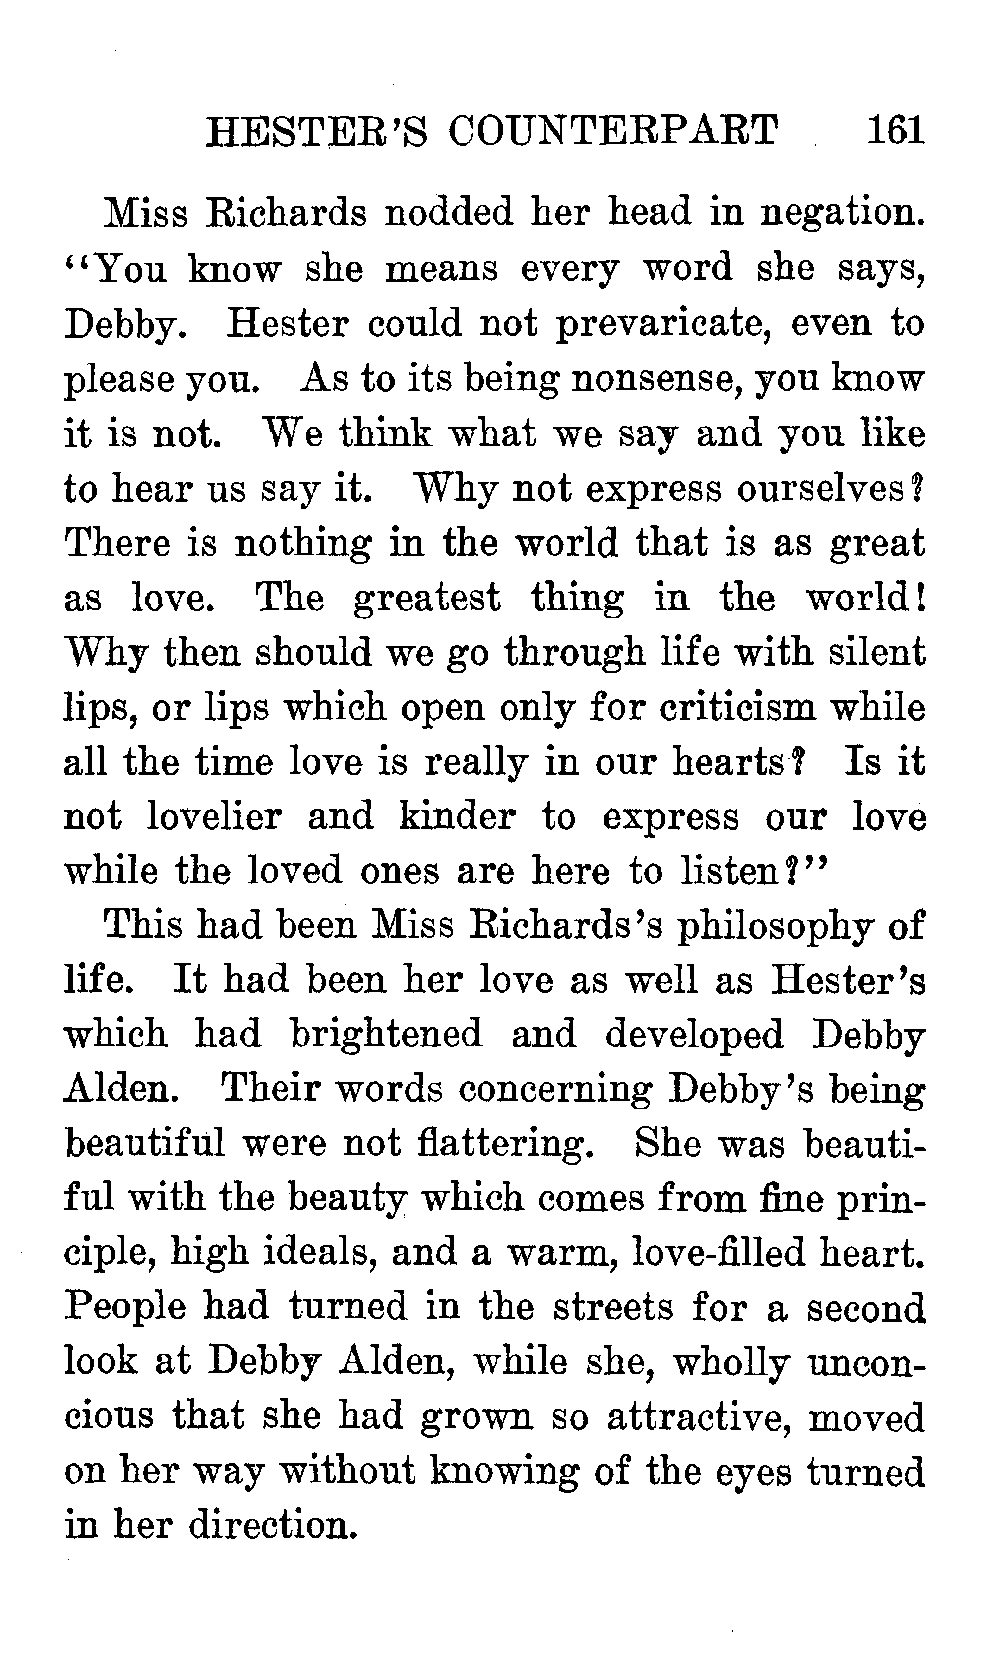 HESTER'S COUNTERPART 161
Miss Richards nodded her head in negation.
"You know she means every word she says,
Debby. Hester could not prevaricate, even to
please you. As to its being nonsense, you know
it is not. We think what we say and you like
to hear us say it. Why not express ourselves?
There is nothing in the world that is as great
as love. The greatest thing in the world!
Why then should we go through life with silent
lips, or lips which open only for criticism while
all the time love is really in our hearts? Is it
not lovelier and kinder to express our love
while the loved ones are here to listen?"
This had been Miss Richards's philosophy of
life. It had been her love as well as Hester's
which had brightened and developed Debby
Alden. Their words concerning Debby's being
beautiful were not flattering. She was beauti-
ful with the beauty which comes from fine prin-
ciple, high ideals, and a warm, love-filled heart.
People had turned in the streets for a second
look at Debby Alden, while she, wholly uncon-
cious that she had grown so attractive, moved
on her way without knowing of the eyes turned
in her direction.